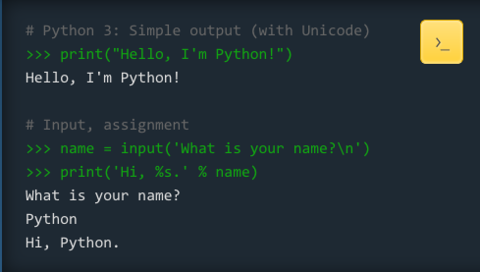 # Python 3: Simple output (with Unicode)
>>> print("Hello, I'm Python!")
Hello, I'm Python!
# Input, assignment
>>> name = input('What is your name?\n')
>>> print('Hi, %s.' % name)
What is your name?
Python
Hi, Python.
>_